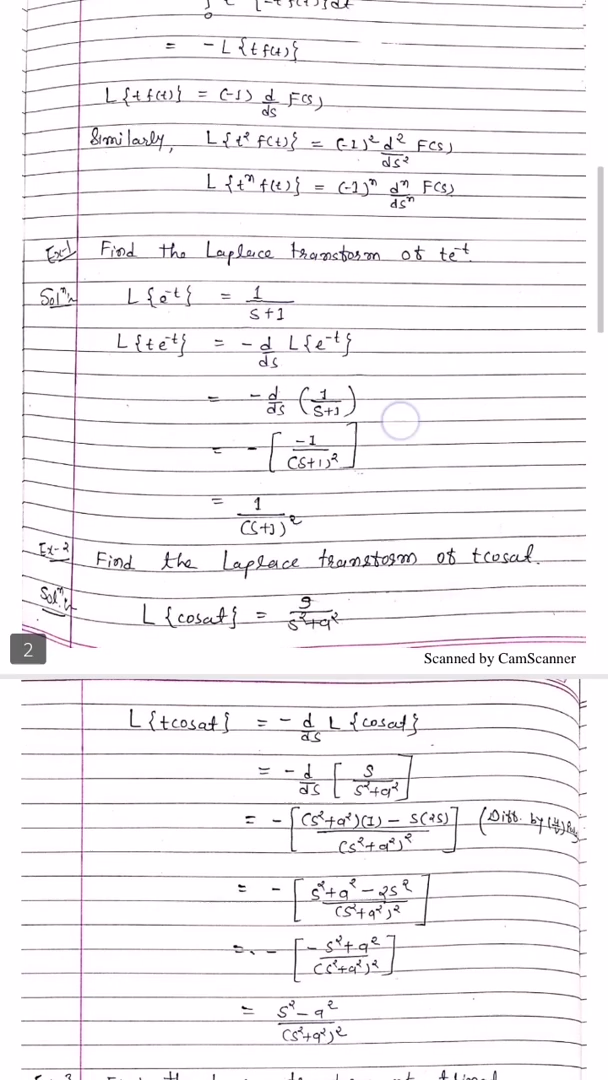 = - L {t f(t)}
L {t f(t)} = (-1) d/ds F(s)
Similarly, L {t² f(t)} = (-1)² d²/ds² F(s)
L {tⁿ f(t)} = (-1)ⁿ dⁿ/dsⁿ F(s)
Ex-1 Find the Laplace transform of te⁻ᵗ.
Solⁿ:- L {e⁻ᵗ} = 1/(s+1)
L {te⁻ᵗ} = - d/ds L {e⁻ᵗ}
= - d/ds (1/(s+1))
= - [-1/(s+1)²]
= 1/(s+1)²
Ex-2 Find the Laplace transform of tcosat.
Solⁿ:- L {cosat} = s/(s²+a²)
2
Scanned by CamScanner
L {tcosat} = - d/ds L {cosat}
= - d/ds [s/(s²+a²)]
= - [((s²+a²)(1) - s(2s))/(s²+a²)²] (Diff. by (u/v) Rule
= - [(s²+a²-2s²)/(s²+a²)²]
= - [(-s²+a²)/(s²+a²)²]
= (s²-a²)/(s²+a²)²